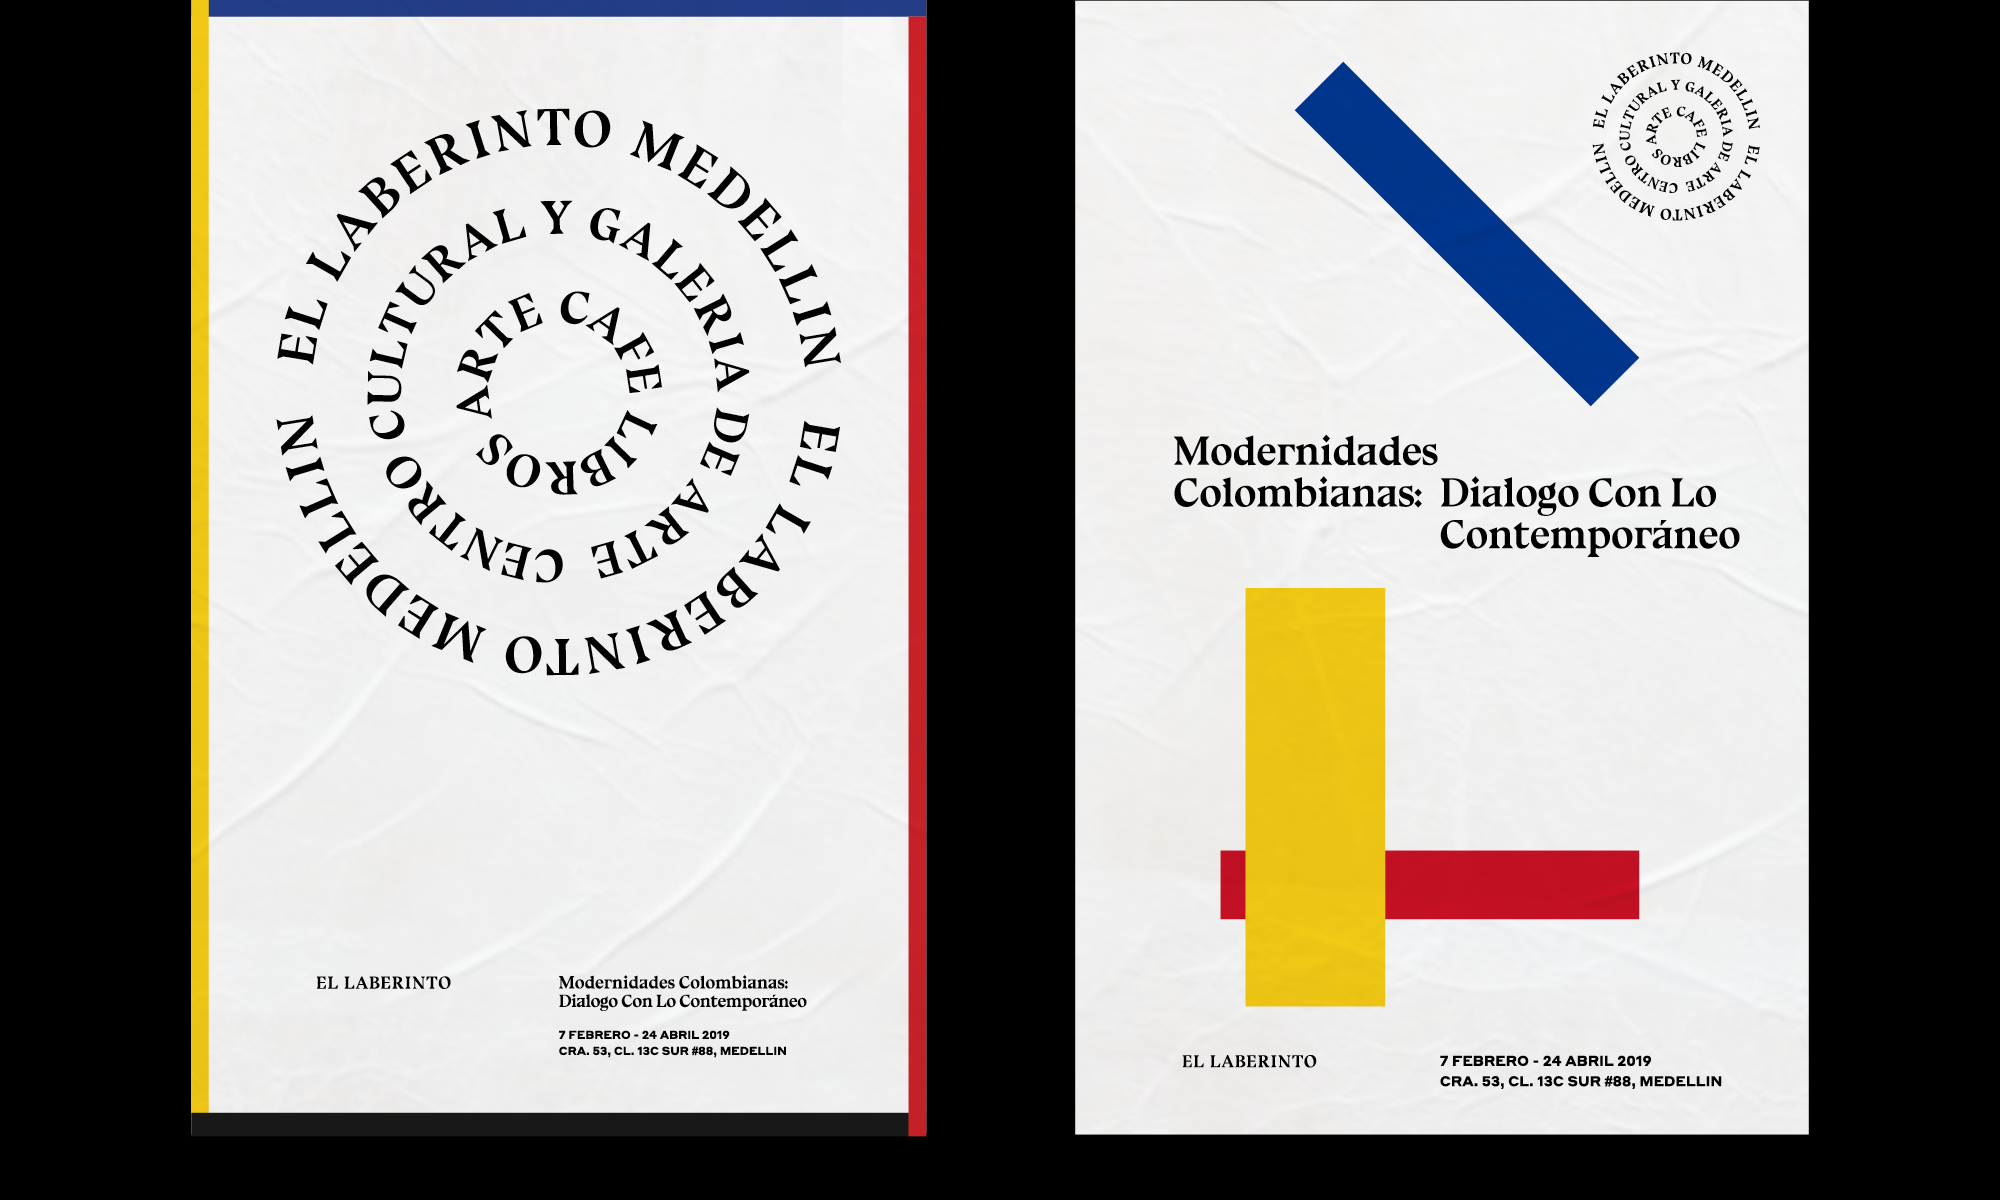 EL LABERINTO MEDELLIN EL LABERINTO MEDELLIN
CENTRO CULTURAL Y GALERIA DE ARTE
ARTE CAFE LIBROS
EL LABERINTO
Modernidades Colombianas:
Dialogo Con Lo Contemporáneo
7 FEBRERO - 24 ABRIL 2019
CRA. 53, CL. 13C SUR #88, MEDELLIN
EL LABERINTO MEDELLIN EL LABERINTO MEDELLIN
CENTRO CULTURAL Y GALERIA DE ARTE
ARTE CAFE LIBROS
Modernidades
Colombianas: Dialogo Con Lo
Contemporáneo
EL LABERINTO
7 FEBRERO - 24 ABRIL 2019
CRA. 53, CL. 13C SUR #88, MEDELLIN